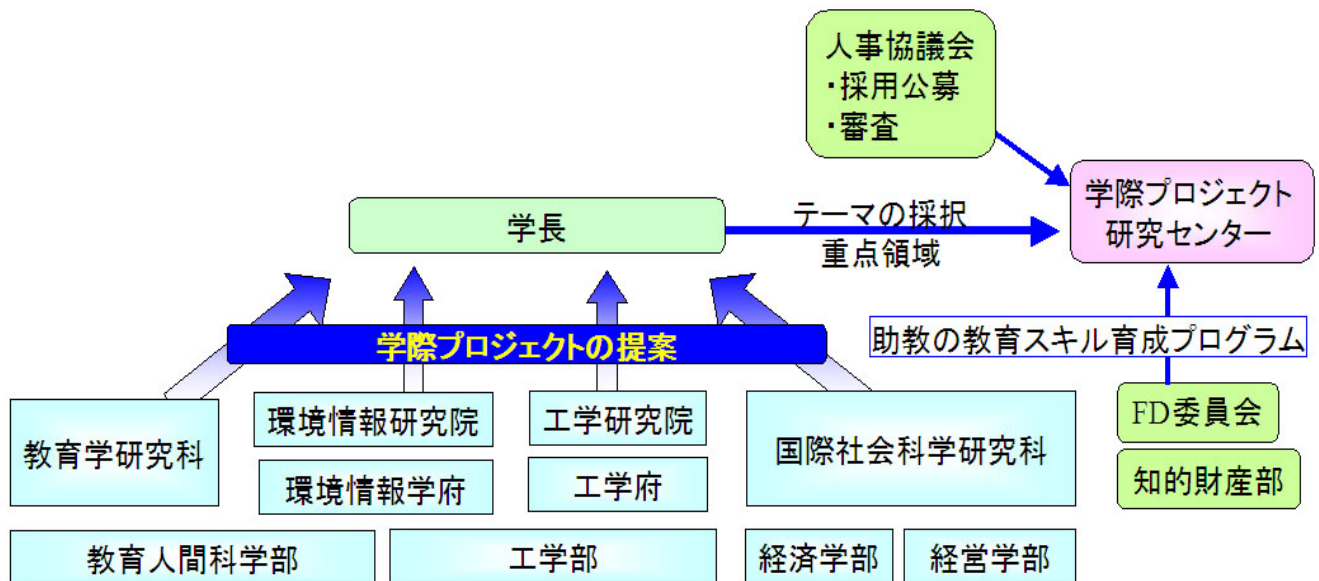 人事協議会
・採用公募
・審査
学際プロジェクト
研究センター
学長
テーマの採択
重点領域
学際プロジェクトの提案
助教の教育スキル育成プログラム
教育学研究科
環境情報研究院
工学研究院
国際社会科学研究科
FD委員会
環境情報学府
工学府
知的財産部
教育人間科学部
工学部
経済学部
経営学部